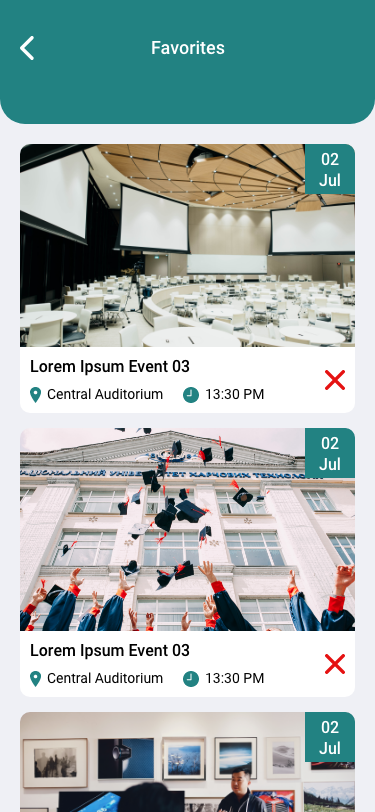 Favorites
02
Jul
Lorem Ipsum Event 03
Central Auditorium
13:30 PM
02
Jul
Lorem Ipsum Event 03
Central Auditorium
13:30 PM
02
Jul